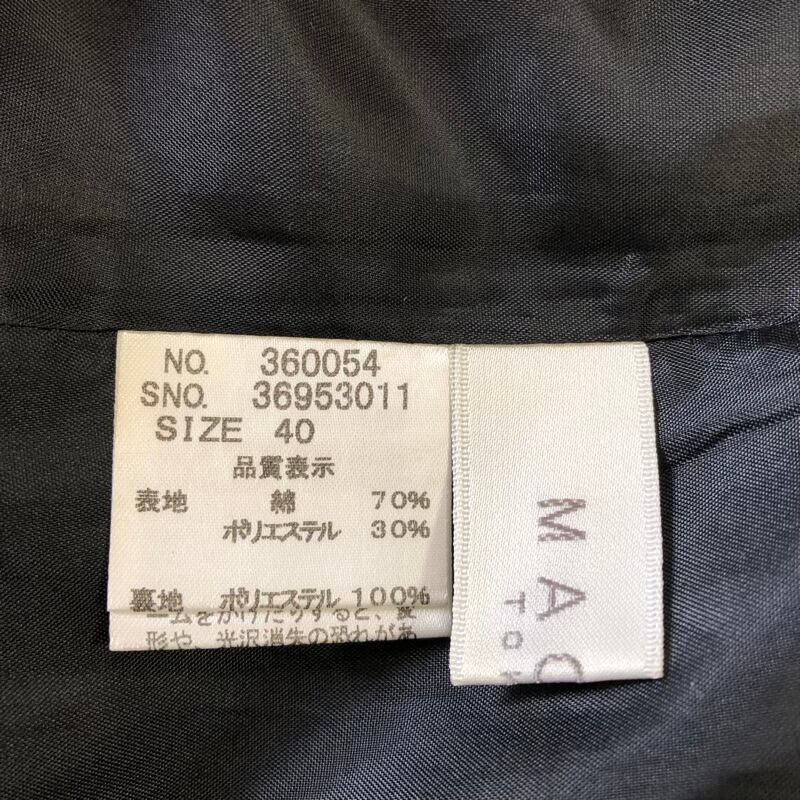 NO. 360054
SNO. 36953011
SIZE 40
品質表示
表地 綿 70%
ポリエステル 30%
裏地 ポリエステル 100%
形や、光沢消失の恐れがあ
MA
TO